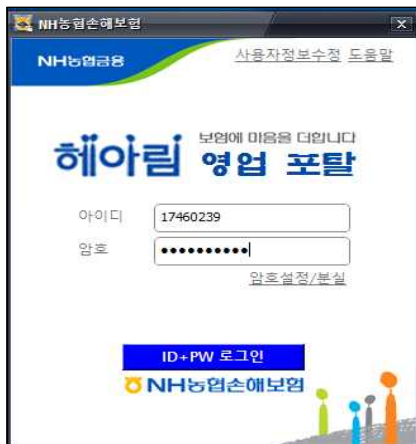 NH농협손해보험
NH농협금융
사용자정보수정 도움말
보험에 마음을 더합니다
헤아림 영업 포탈
아이디 17460239
암호 ●●●●●●●●●●
암호설정/분실
ID+PW 로그인
NH농협손해보험